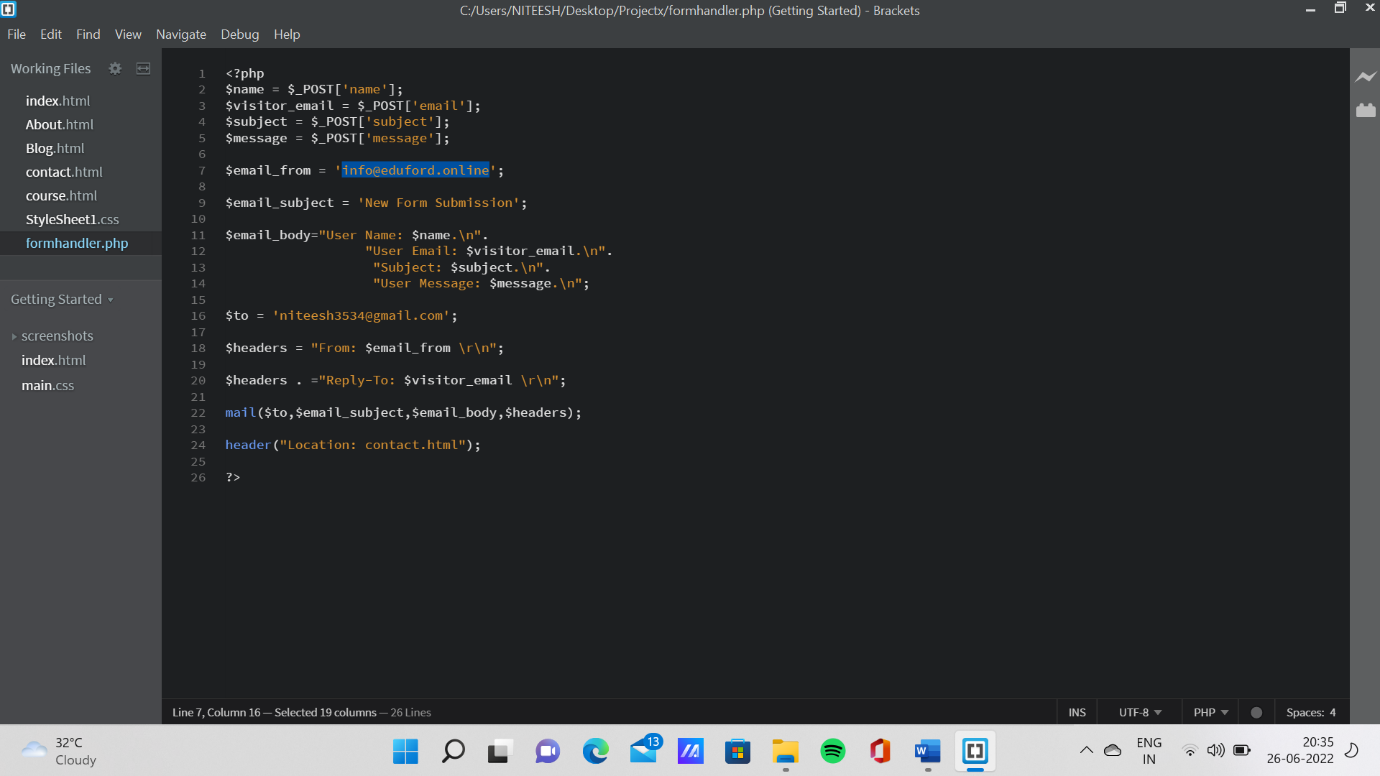 C:/Users/NITEESH/Desktop/Projectx/formhandler.php (Getting Started) - Brackets
File Edit Find View Navigate Debug Help
Working Files
index.html
About.html
Blog.html
contact.html
course.html
StyleSheet1.css
formhandler.php
Getting Started
screenshots
index.html
main.css
1 <?php
2 $name = $_POST['name'];
3 $visitor_email = $_POST['email'];
4 $subject = $_POST['subject'];
5 $message = $_POST['message'];
6
7 $email_from = 'info@eduford.online';
8
9 $email_subject = 'New Form Submission';
10
11 $email_body="User Name: $name.\n".
12 "User Email: $visitor_email.\n".
13 "Subject: $subject.\n".
14 "User Message: $message.\n";
15
16 $to = 'niteesh3534@gmail.com';
17
18 $headers = "From: $email_from \r\n";
19
20 $headers . ="Reply-To: $visitor_email \r\n";
21
22 mail($to,$email_subject,$email_body,$headers);
23
24 header("Location: contact.html");
25
26 ?>
Line 7, Column 16 — Selected 19 columns — 26 Lines
INS UTF-8 PHP Spaces: 4
32°C
Cloudy
13
W
ENG
IN
20:35
26-06-2022